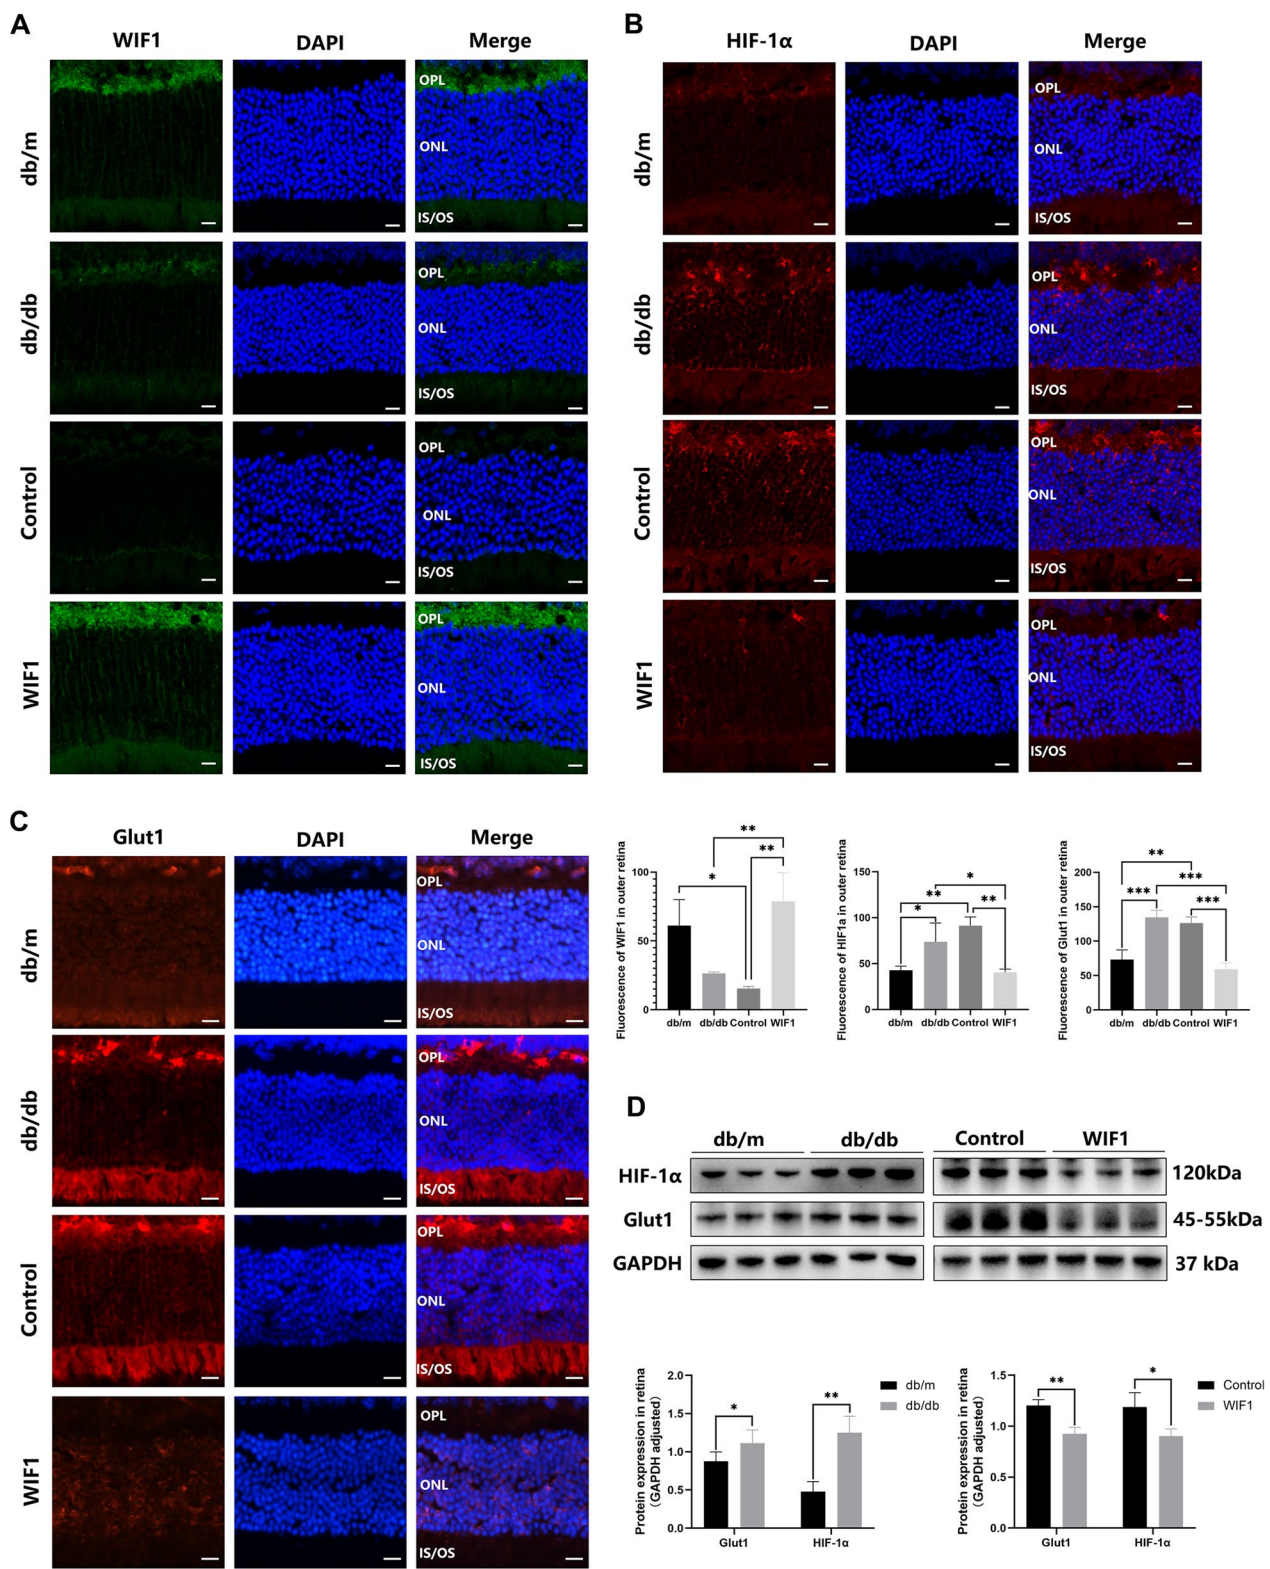 A
WIF1 DAPI Merge
db/m
OPL
ONL
IS/OS
db/db
OPL
ONL
IS/OS
Control
OPL
ONL
IS/OS
WIF1
OPL
ONL
IS/OS
B
HIF-1α DAPI Merge
db/m
OPL
ONL
IS/OS
db/db
OPL
ONL
IS/OS
Control
OPL
ONL
IS/OS
WIF1
OPL
ONL
IS/OS
C
Glut1 DAPI Merge
db/m
OPL
ONL
IS/OS
db/db
OPL
ONL
IS/OS
Control
OPL
ONL
IS/OS
WIF1
OPL
ONL
IS/OS
Fluorescence of WIF1 in outer retina
100
50
0
* ** **
db/m db/db Control WIF1
Fluorescence of HIF1a in outer retina
150
100
50
0
* ** * **
db/m db/db Control WIF1
Fluorescence of Glut1 in outer retina
200
150
100
50
0
** *** *** ***
db/m db/db Control WIF1
D
db/m db/db Control WIF1
HIF-1α 120kDa
Glut1 45-55kDa
GAPDH 37 kDa
Protein expression in retina
(GAPDH adjusted)
2.0
1.5
1.0
0.5
0.0
* **
Glut1 HIF-1α
db/m
db/db
Protein expression in retina
(GAPDH adjusted)
1.5
1.0
0.5
0.0
** *
Glut1 HIF-1α
Control
WIF1